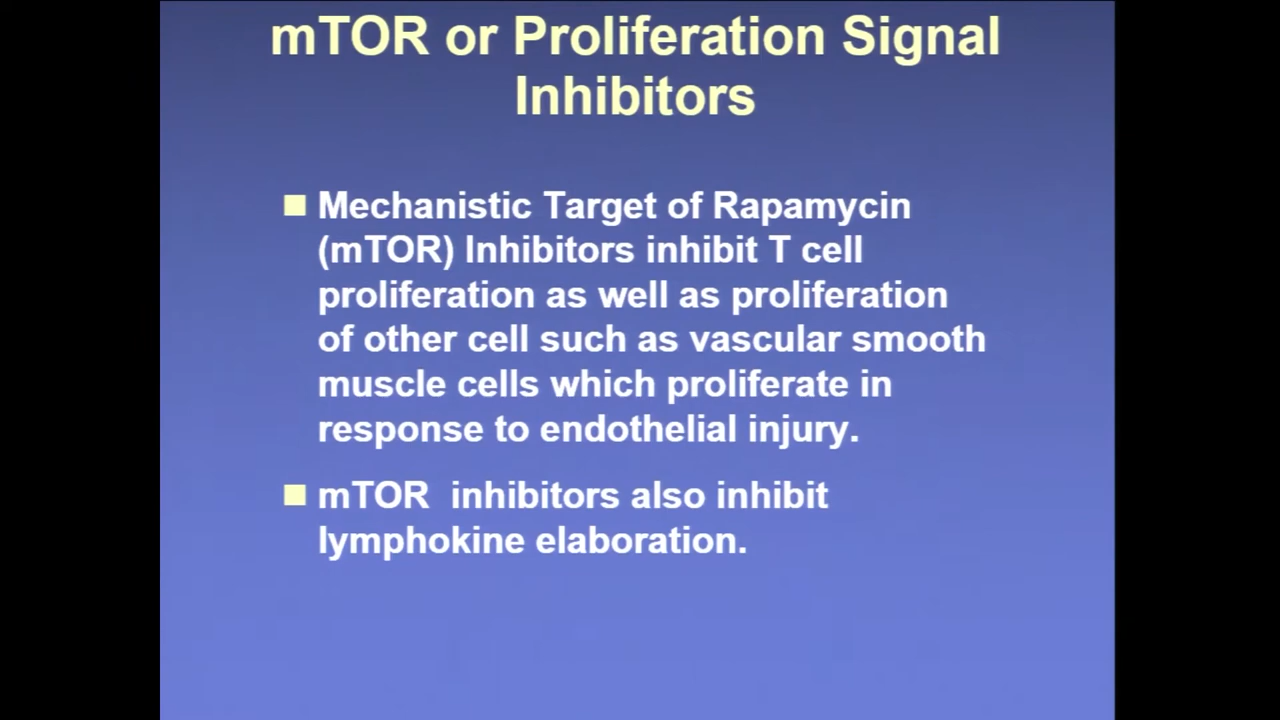 mTOR or Proliferation Signal
Inhibitors
Mechanistic Target of Rapamycin
(mTOR) Inhibitors inhibit T cell
proliferation as well as proliferation
of other cell such as vascular smooth
muscle cells which proliferate in
response to endothelial injury.
mTOR  inhibitors also inhibit
lymphokine elaboration.